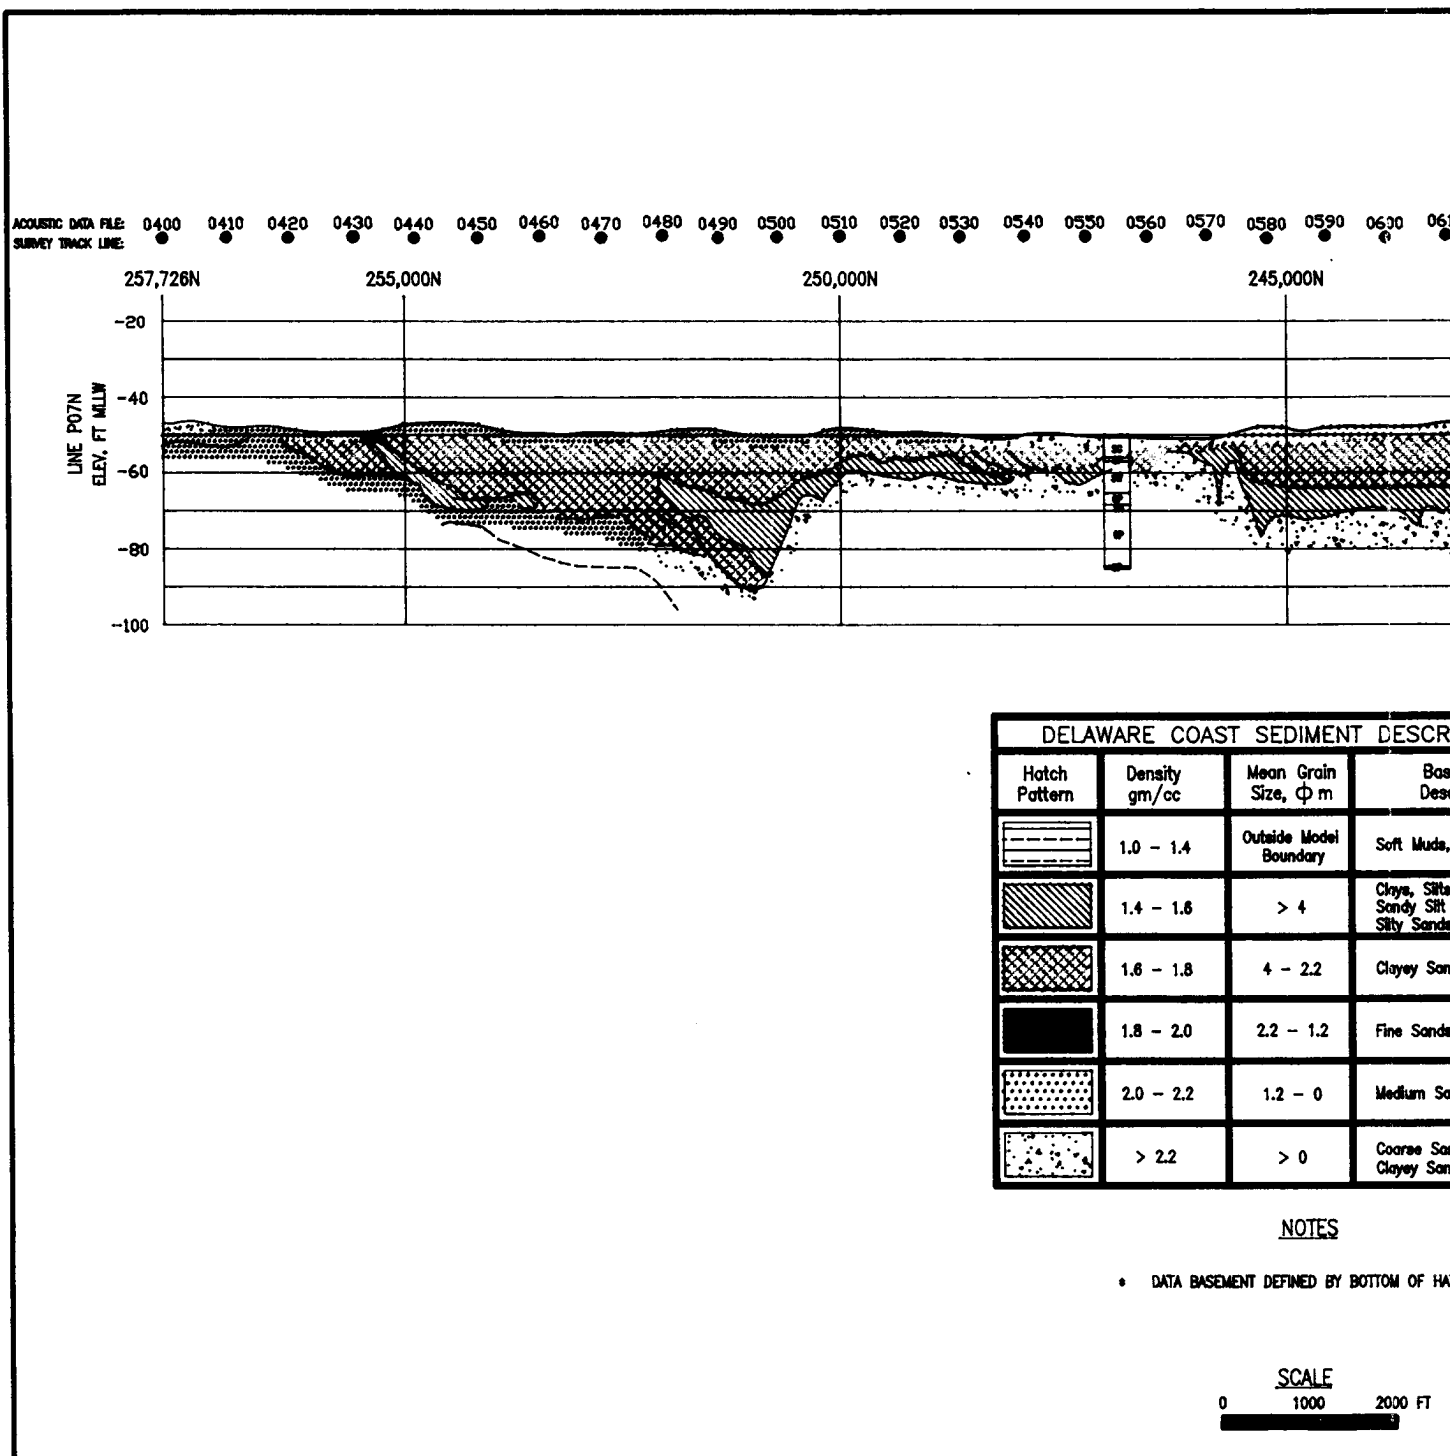 ACOUSTIC DATA FILE: 0400 0410 0420 0430 0440 0450 0460 0470 0480 0490 0500 0510 0520 0530 0540 0550 0560 0570 0580 0590 0600 061
SURVEY TRACK LINE:
257,726N 255,000N 250,000N 245,000N
-20
-40
LINE P07N
ELEV, FT MLLW
-60
-80
-100
DELAWARE COAST SEDIMENT DESCR
Hatch Pattern Density gm/cc Mean Grain Size, ϕ m Bas Desc
1.0 - 1.4 Outside Model Boundary Soft Muds,
1.4 - 1.6 > 4 Clays, Silts Sandy Silt Silty Sands
1.6 - 1.8 4 - 2.2 Clayey San
1.8 - 2.0 2.2 - 1.2 Fine Sands
2.0 - 2.2 1.2 - 0 Medium Sa
> 2.2 > 0 Coarse San Clayey San
NOTES
* DATA BASEMENT DEFINED BY BOTTOM OF HA
SCALE
0 1000 2000 FT